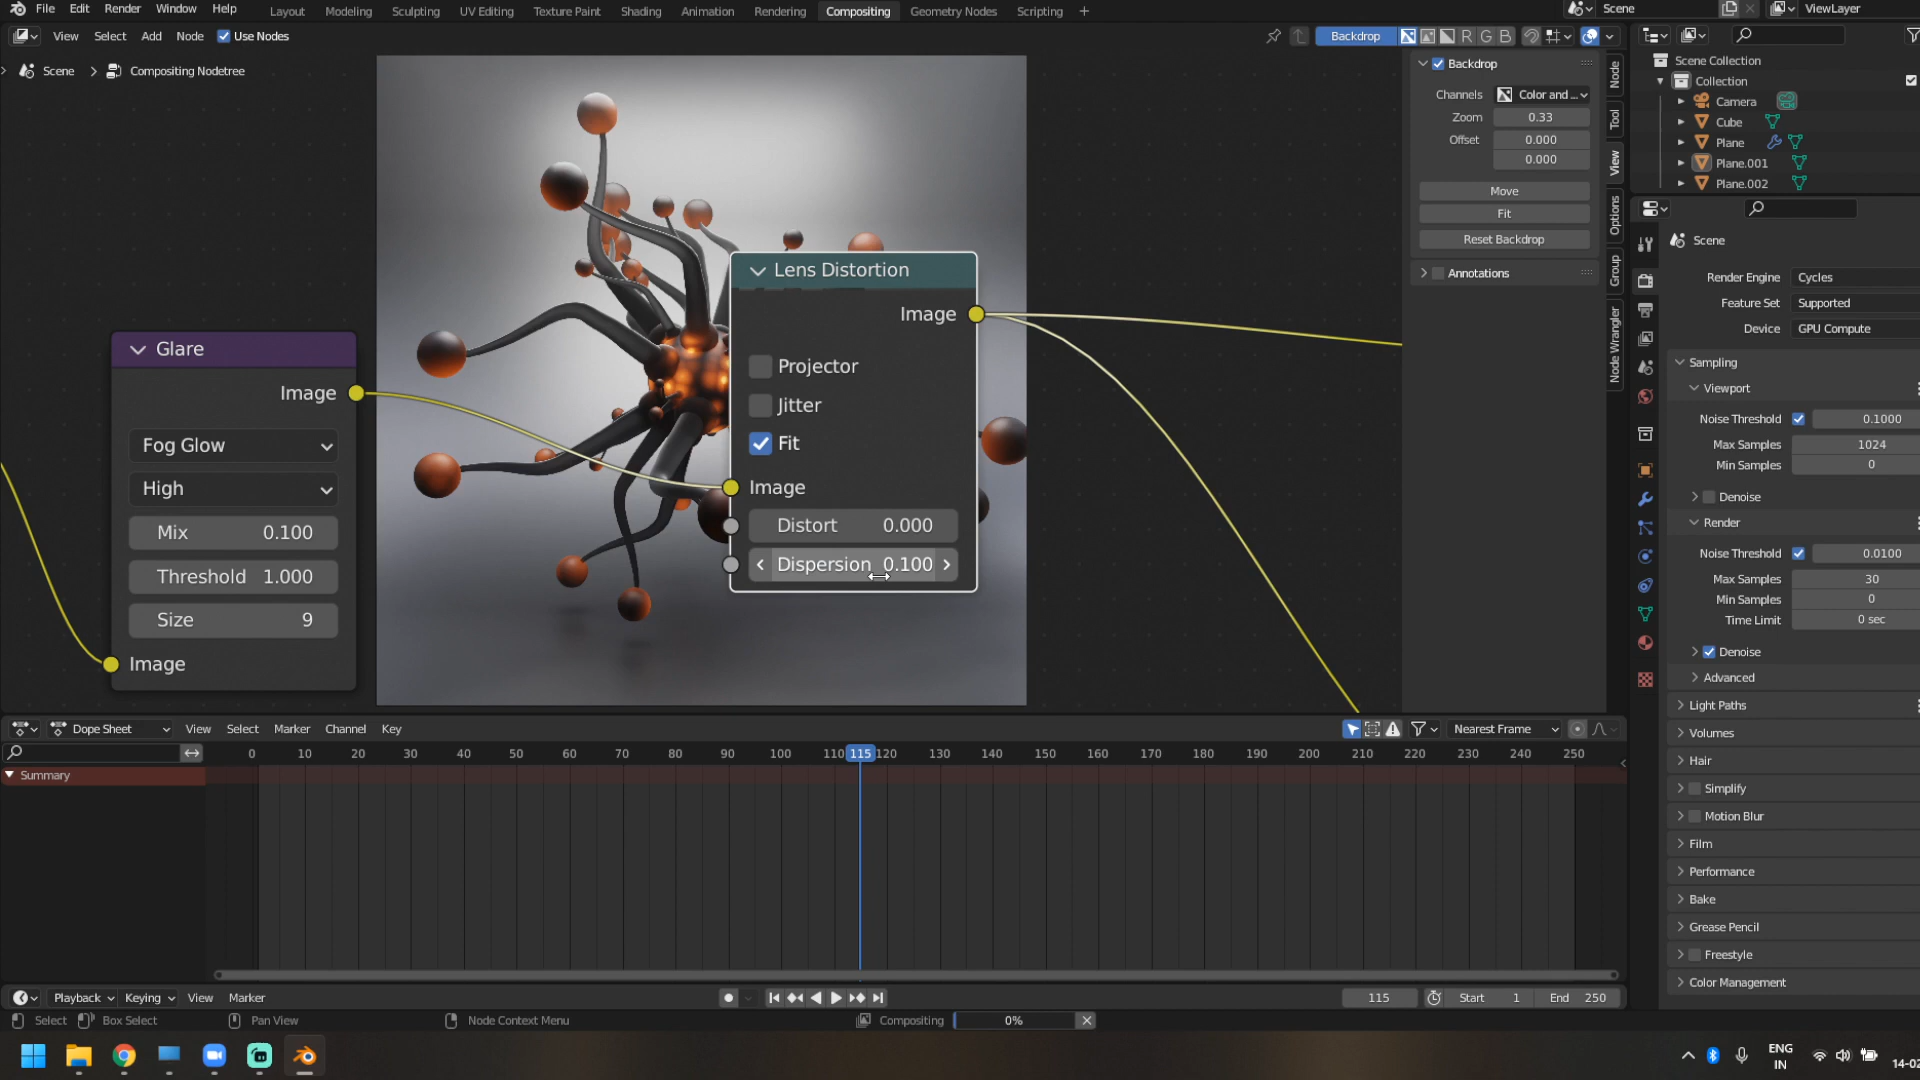 File Edit Render Window Help Layout Modeling Sculpting UV Editing Texture Paint Shading Animation Rendering Compositing Geometry Nodes Scripting + Scene ViewLayer
View Select Add Node Use Nodes Backdrop R G B
Scene Compositing Nodetree
Backdrop
Channels Color and ...
Zoom 0.33
Offset 0.000
0.000
Move
Fit
Reset Backdrop
Annotations
Node
Tool
View
Options
Group
Node Wrangler
Scene Collection
Collection
Camera
Cube
Plane
Plane.001
Plane.002
Scene
Render Engine Cycles
Feature Set Supported
Device GPU Compute
Sampling
Viewport
Noise Threshold 0.1000
Max Samples 1024
Min Samples 0
Denoise
Render
Noise Threshold 0.0100
Max Samples 30
Min Samples 0
Time Limit 0 sec
Denoise
Advanced
Light Paths
Volumes
Hair
Simplify
Motion Blur
Film
Performance
Bake
Grease Pencil
Freestyle
Color Management
Glare
Image
Fog Glow
High
Mix 0.100
Threshold 1.000
Size 9
Image
Lens Distortion
Image
Projector
Jitter
Fit
Image
Distort 0.000
Dispersion 0.100
Dope Sheet View Select Marker Channel Key Nearest Frame
0 10 20 30 40 50 60 70 80 90 100 110 115 120 130 140 150 160 170 180 190 200 210 220 230 240 250
Summary
Playback Keying View Marker 115 Start 1 End 250
Select Box Select Pan View Node Context Menu Compositing 0%
ENG
IN